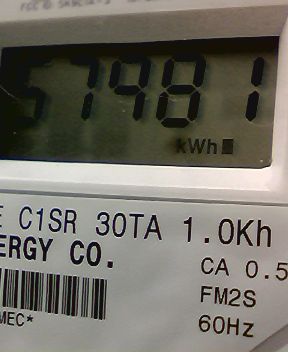 57981
kWh
E C1SR 30TA 1.0Kh
ERGY CO.
CA 0.5
FM2S
MEC*
60Hz